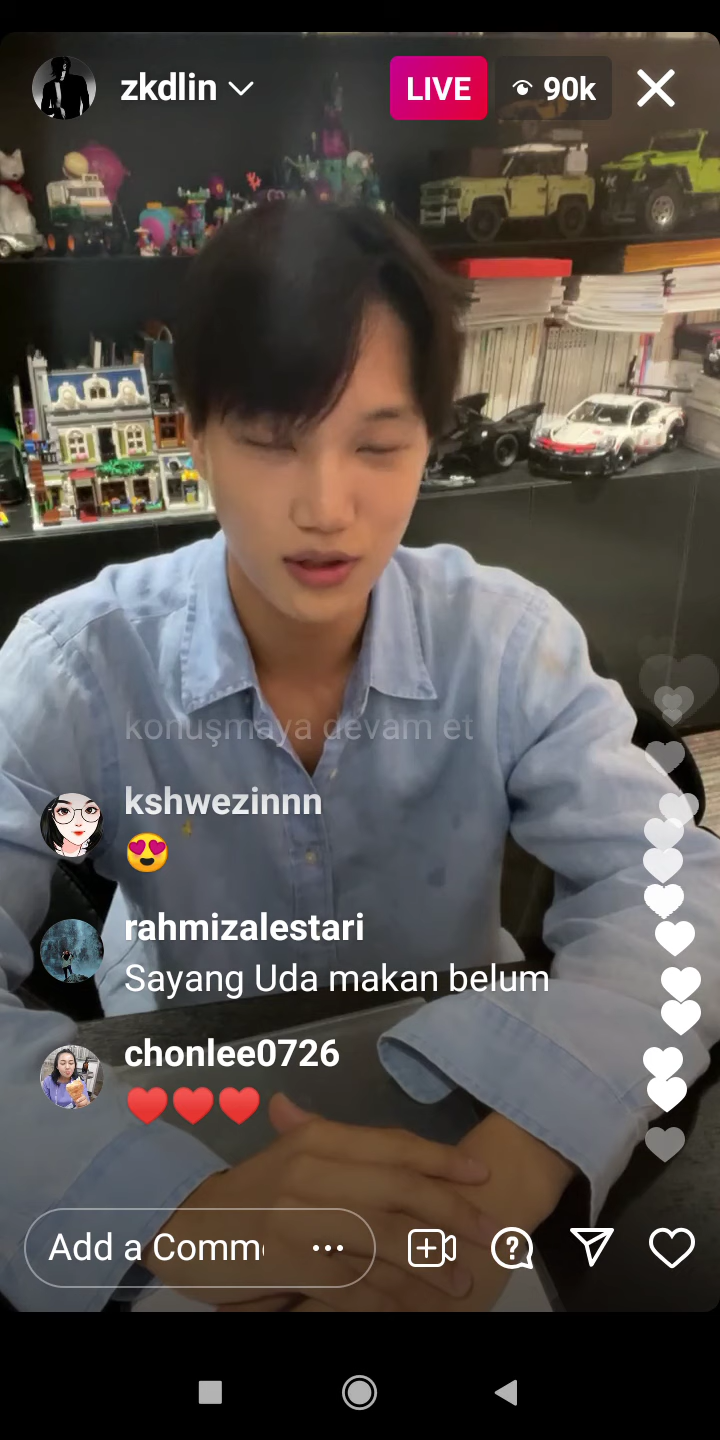 zkdlin
LIVE
90k
konuşmaya devam et
kshwezinnn
😍
rahmizalestari
Sayang Uda makan belum
chonlee0726
❤️❤️❤️
Add a Comm